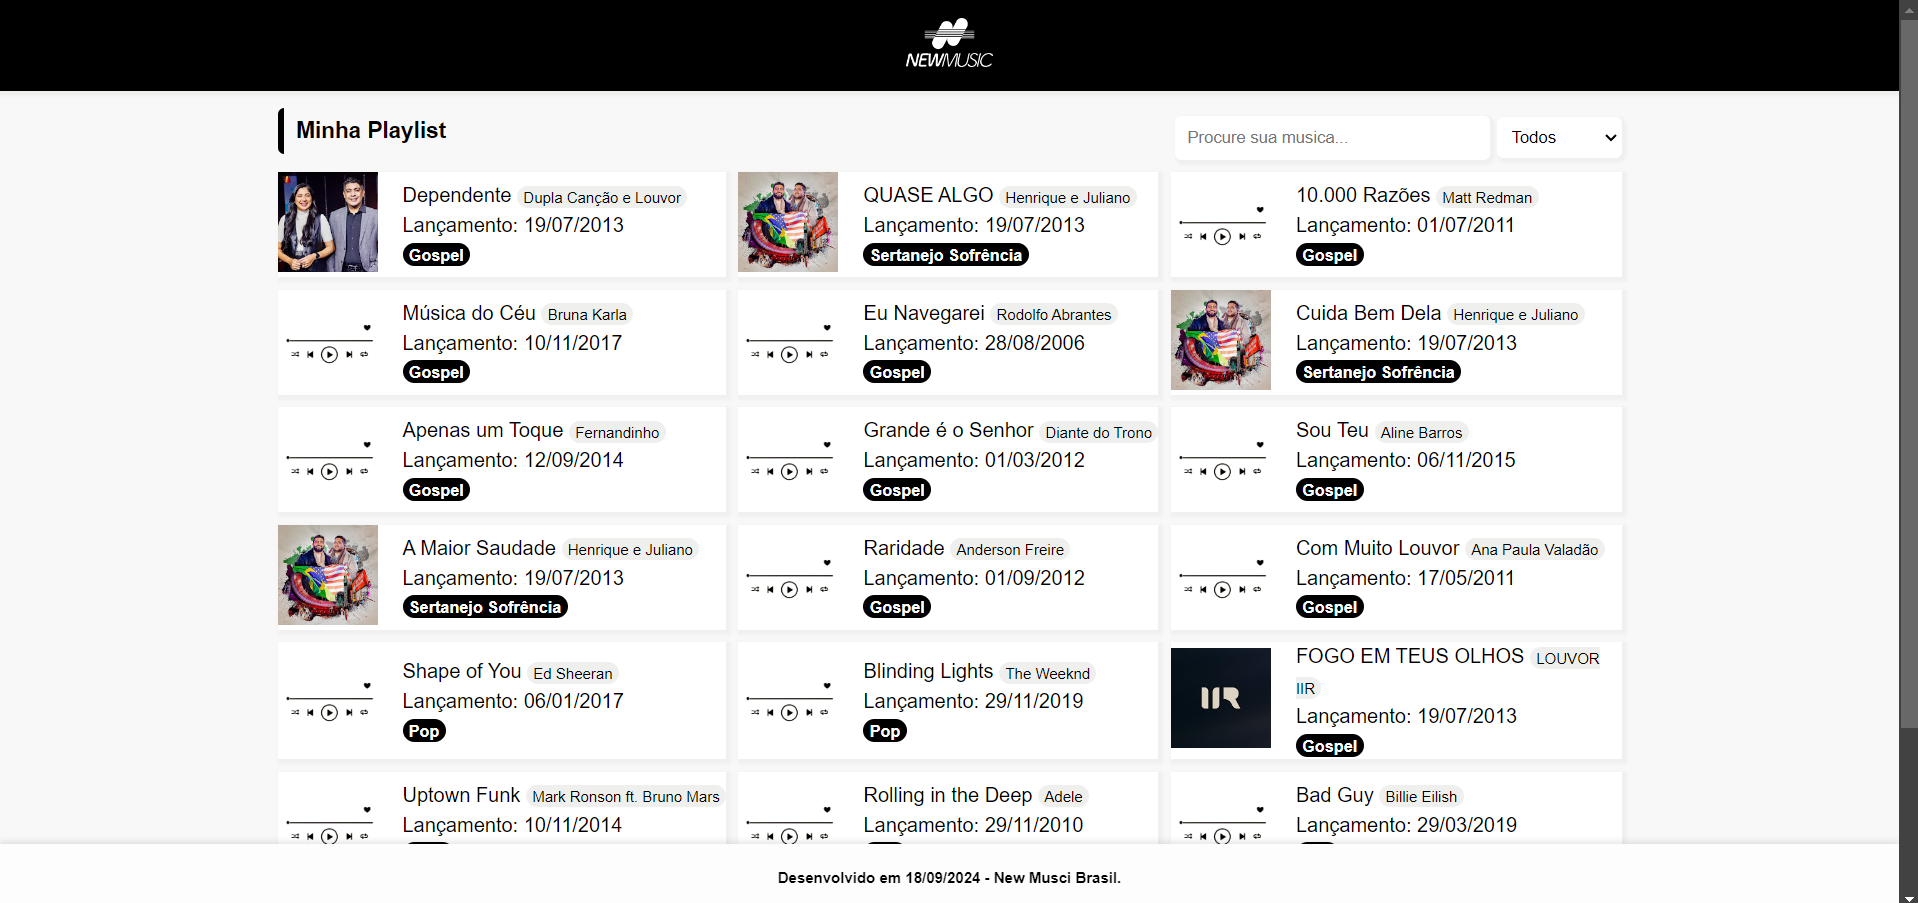 NEWMUSIC
Minha Playlist
Procure sua musica...
Todos
Dependente Dupla Canção e Louvor
Lançamento: 19/07/2013
Gospel
QUASE ALGO Henrique e Juliano
Lançamento: 19/07/2013
Sertanejo Sofrência
10.000 Razões Matt Redman
Lançamento: 01/07/2011
Gospel
Música do Céu Bruna Karla
Lançamento: 10/11/2017
Gospel
Eu Navegarei Rodolfo Abrantes
Lançamento: 28/08/2006
Gospel
Cuida Bem Dela Henrique e Juliano
Lançamento: 19/07/2013
Sertanejo Sofrência
Apenas um Toque Fernandinho
Lançamento: 12/09/2014
Gospel
Grande é o Senhor Diante do Trono
Lançamento: 01/03/2012
Gospel
Sou Teu Aline Barros
Lançamento: 06/11/2015
Gospel
A Maior Saudade Henrique e Juliano
Lançamento: 19/07/2013
Sertanejo Sofrência
Raridade Anderson Freire
Lançamento: 01/09/2012
Gospel
Com Muito Louvor Ana Paula Valadão
Lançamento: 17/05/2011
Gospel
Shape of You Ed Sheeran
Lançamento: 06/01/2017
Pop
Blinding Lights The Weeknd
Lançamento: 29/11/2019
Pop
IIR
FOGO EM TEUS OLHOS LOUVOR
IIR
Lançamento: 19/07/2013
Gospel
Uptown Funk Mark Ronson ft. Bruno Mars
Lançamento: 10/11/2014
Rolling in the Deep Adele
Lançamento: 29/11/2010
Bad Guy Billie Eilish
Lançamento: 29/03/2019
Desenvolvido em 18/09/2024 - New Musci Brasil.